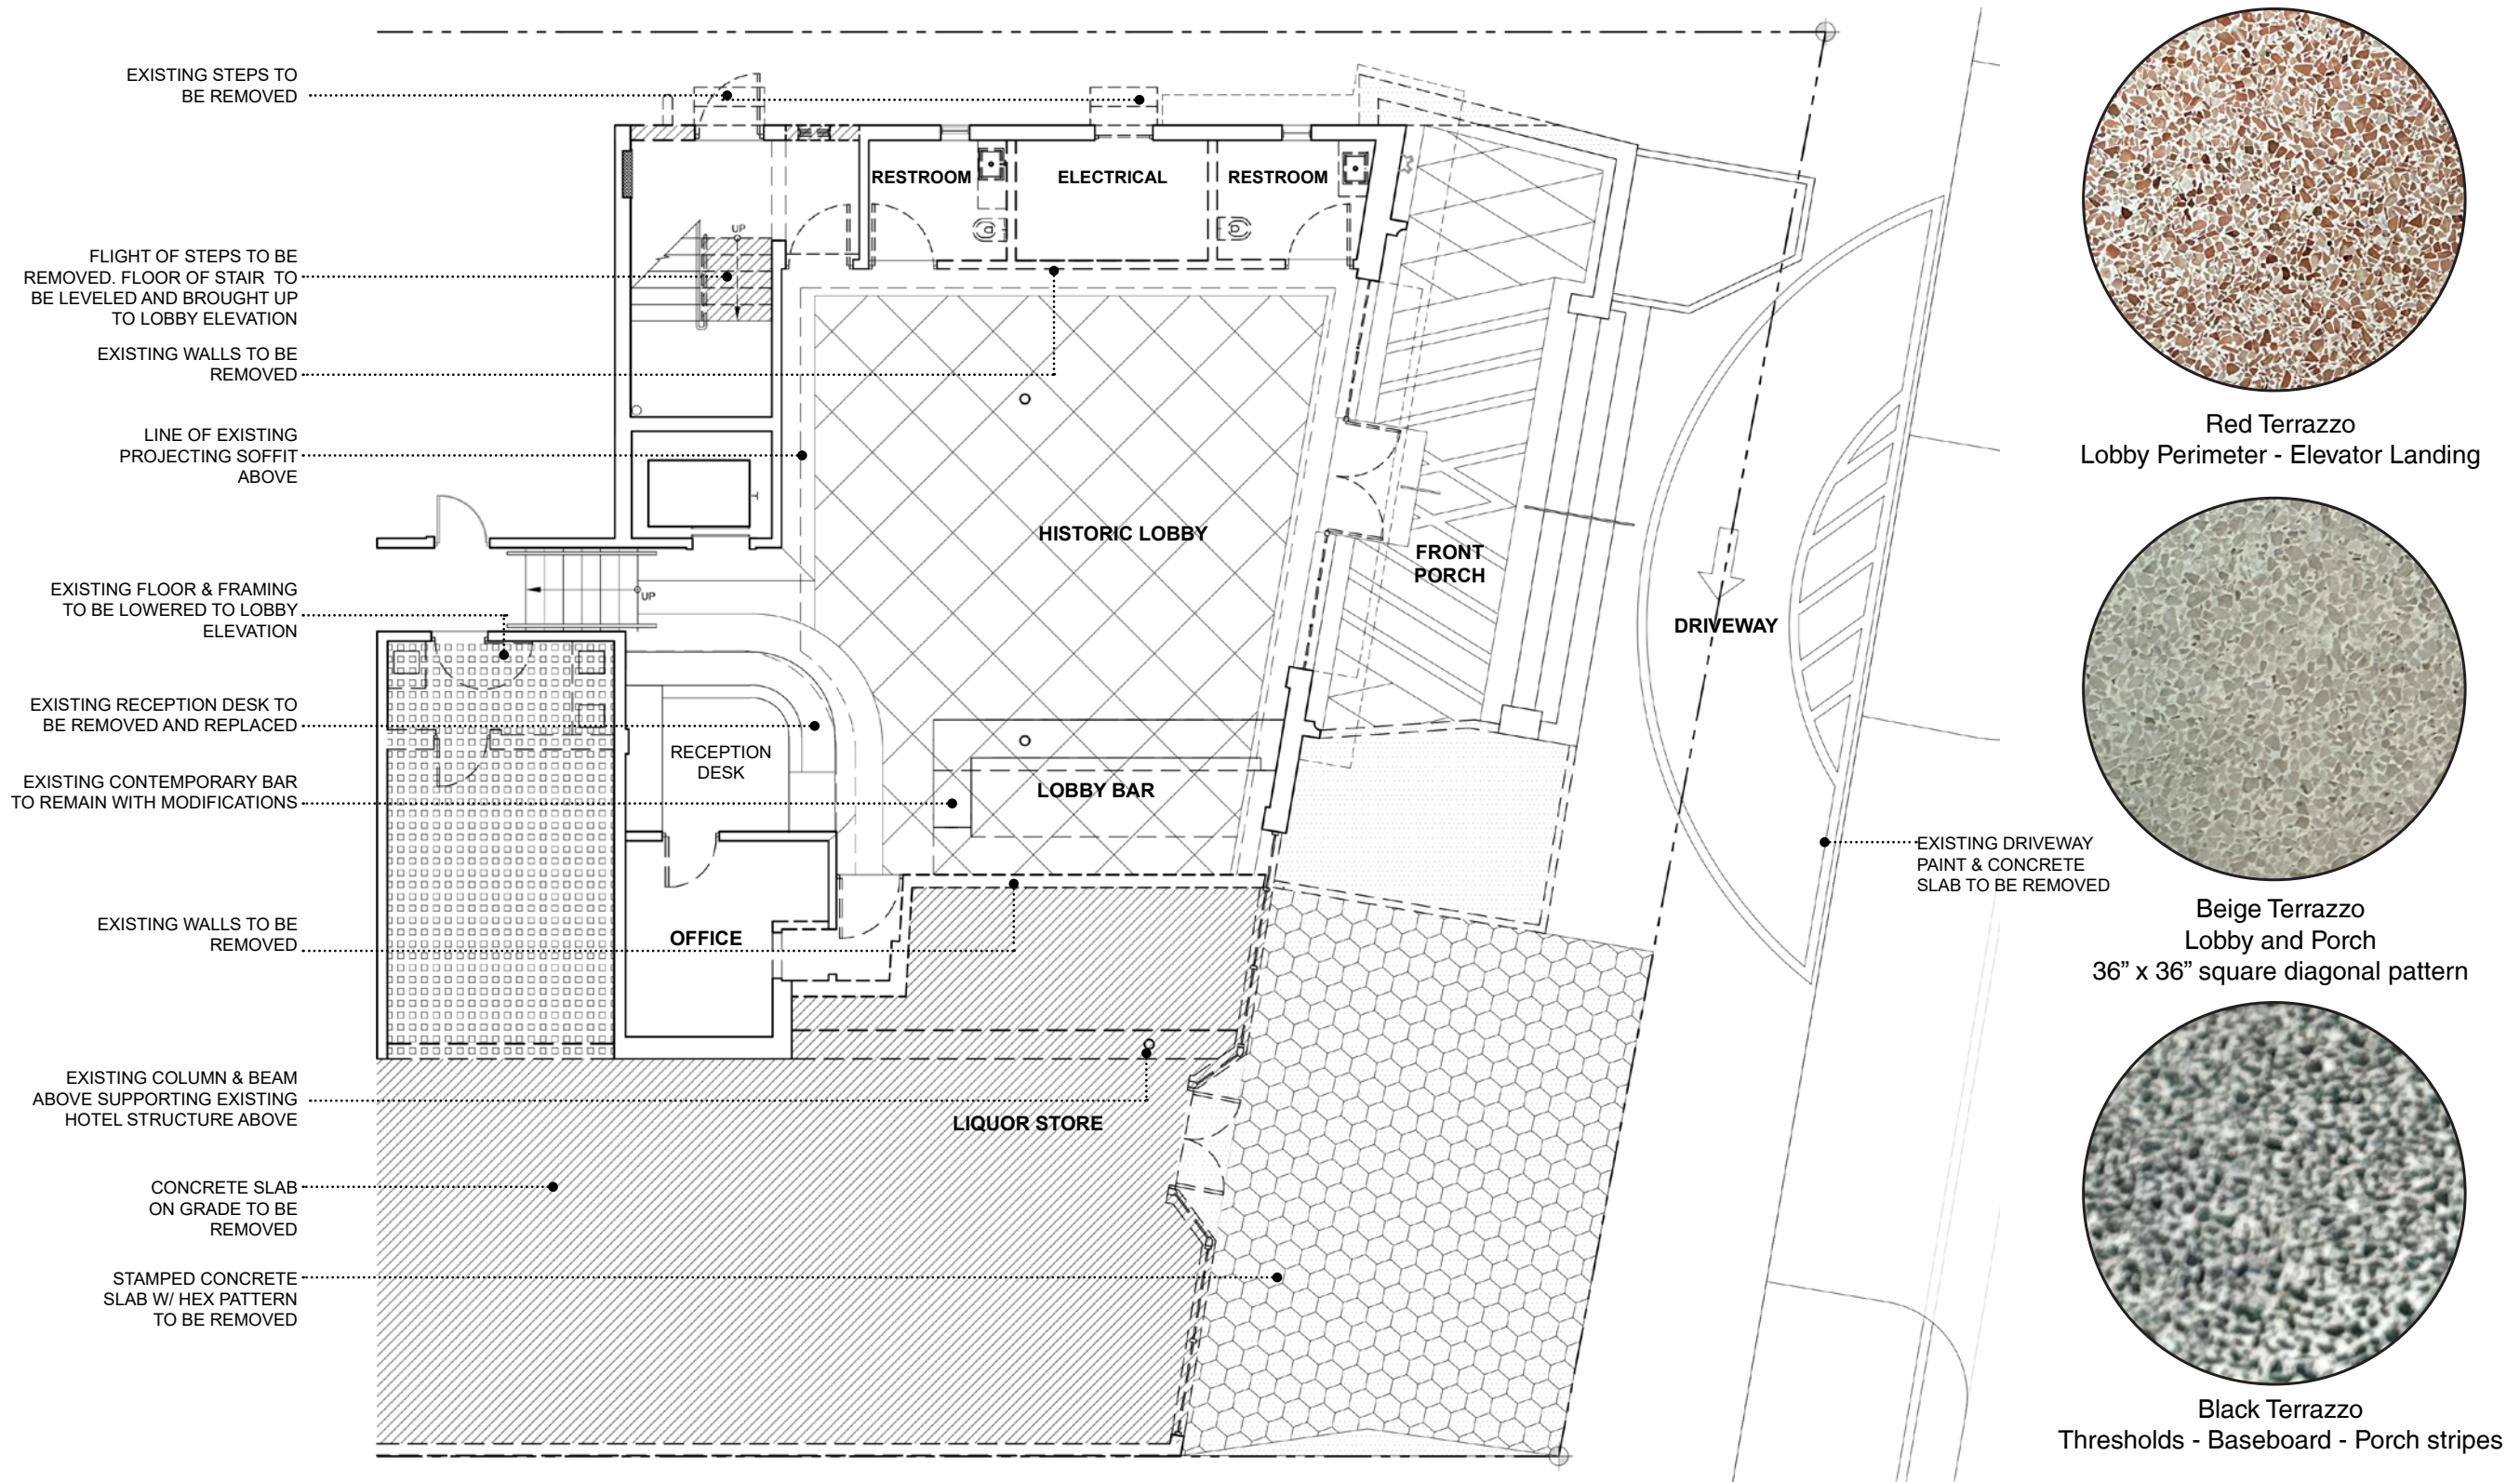 EXISTING STEPS TO
BE REMOVED
FLIGHT OF STEPS TO BE
REMOVED. FLOOR OF STAIR TO
BE LEVELED AND BROUGHT UP
TO LOBBY ELEVATION
EXISTING WALLS TO BE
REMOVED
LINE OF EXISTING
PROJECTING SOFFIT
ABOVE
EXISTING FLOOR & FRAMING
TO BE LOWERED TO LOBBY
ELEVATION
EXISTING RECEPTION DESK TO
BE REMOVED AND REPLACED
EXISTING CONTEMPORARY BAR
TO REMAIN WITH MODIFICATIONS
EXISTING WALLS TO BE
REMOVED
EXISTING COLUMN & BEAM
ABOVE SUPPORTING EXISTING
HOTEL STRUCTURE ABOVE
CONCRETE SLAB
ON GRADE TO BE
REMOVED
STAMPED CONCRETE
SLAB W/ HEX PATTERN
TO BE REMOVED
RESTROOM
ELECTRICAL
RESTROOM
UP
HISTORIC LOBBY
FRONT
PORCH
UP
DRIVEWAY
RECEPTION
DESK
LOBBY BAR
OFFICE
LIQUOR STORE
EXISTING DRIVEWAY
PAINT & CONCRETE
SLAB TO BE REMOVED
Red Terrazzo
Lobby Perimeter - Elevator Landing
Beige Terrazzo
Lobby and Porch
36” x 36” square diagonal pattern
Black Terrazzo
Thresholds - Baseboard - Porch stripes